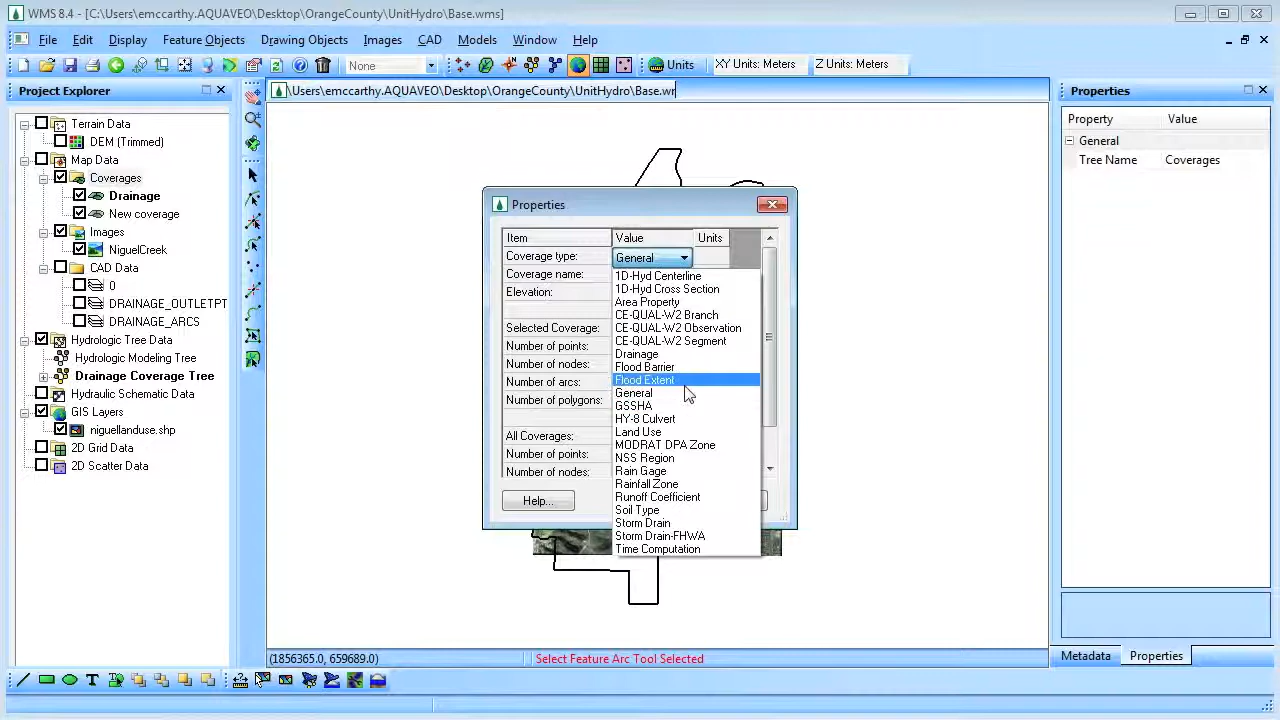 WMS 8.4 - [C:\Users\emccarthy.AQUAVEO\Desktop\OrangeCounty\UnitHydro\Base.wms]
File Edit Display Feature Objects Drawing Objects Images CAD Models Window Help
None Units XY Units: Meters Z Units: Meters
Project Explorer
\Users\emccarthy.AQUAVEO\Desktop\OrangeCounty\UnitHydro\Base.wr
Properties
Terrain Data
DEM (Trimmed)
Map Data
Coverages
Drainage
New coverage
Images
NiguelCreek
CAD Data
0
DRAINAGE_OUTLETPT
DRAINAGE_ARCS
Hydrologic Tree Data
Hydrologic Modeling Tree
Drainage Coverage Tree
Hydraulic Schematic Data
GIS Layers
niguellanduse.shp
2D Grid Data
2D Scatter Data
Properties
Item Value Units
Coverage type: General
Coverage name:
Elevation:
Selected Coverage:
Number of points:
Number of nodes:
Number of arcs:
Number of polygons:
All Coverages:
Number of points:
Number of nodes:
Help...
1D-Hyd Centerline
1D-Hyd Cross Section
Area Property
CE-QUAL-W2 Branch
CE-QUAL-W2 Observation
CE-QUAL-W2 Segment
Drainage
Flood Barrier
Flood Extent
General
GSSHA
HY-8 Culvert
Land Use
MODRAT DPA Zone
NSS Region
Rain Gage
Rainfall Zone
Runoff Coefficient
Soil Type
Storm Drain
Storm Drain-FHWA
Time Computation
Property Value
General
Tree Name Coverages
Metadata Properties
(1856365.0, 659689.0) Select Feature Arc Tool Selected